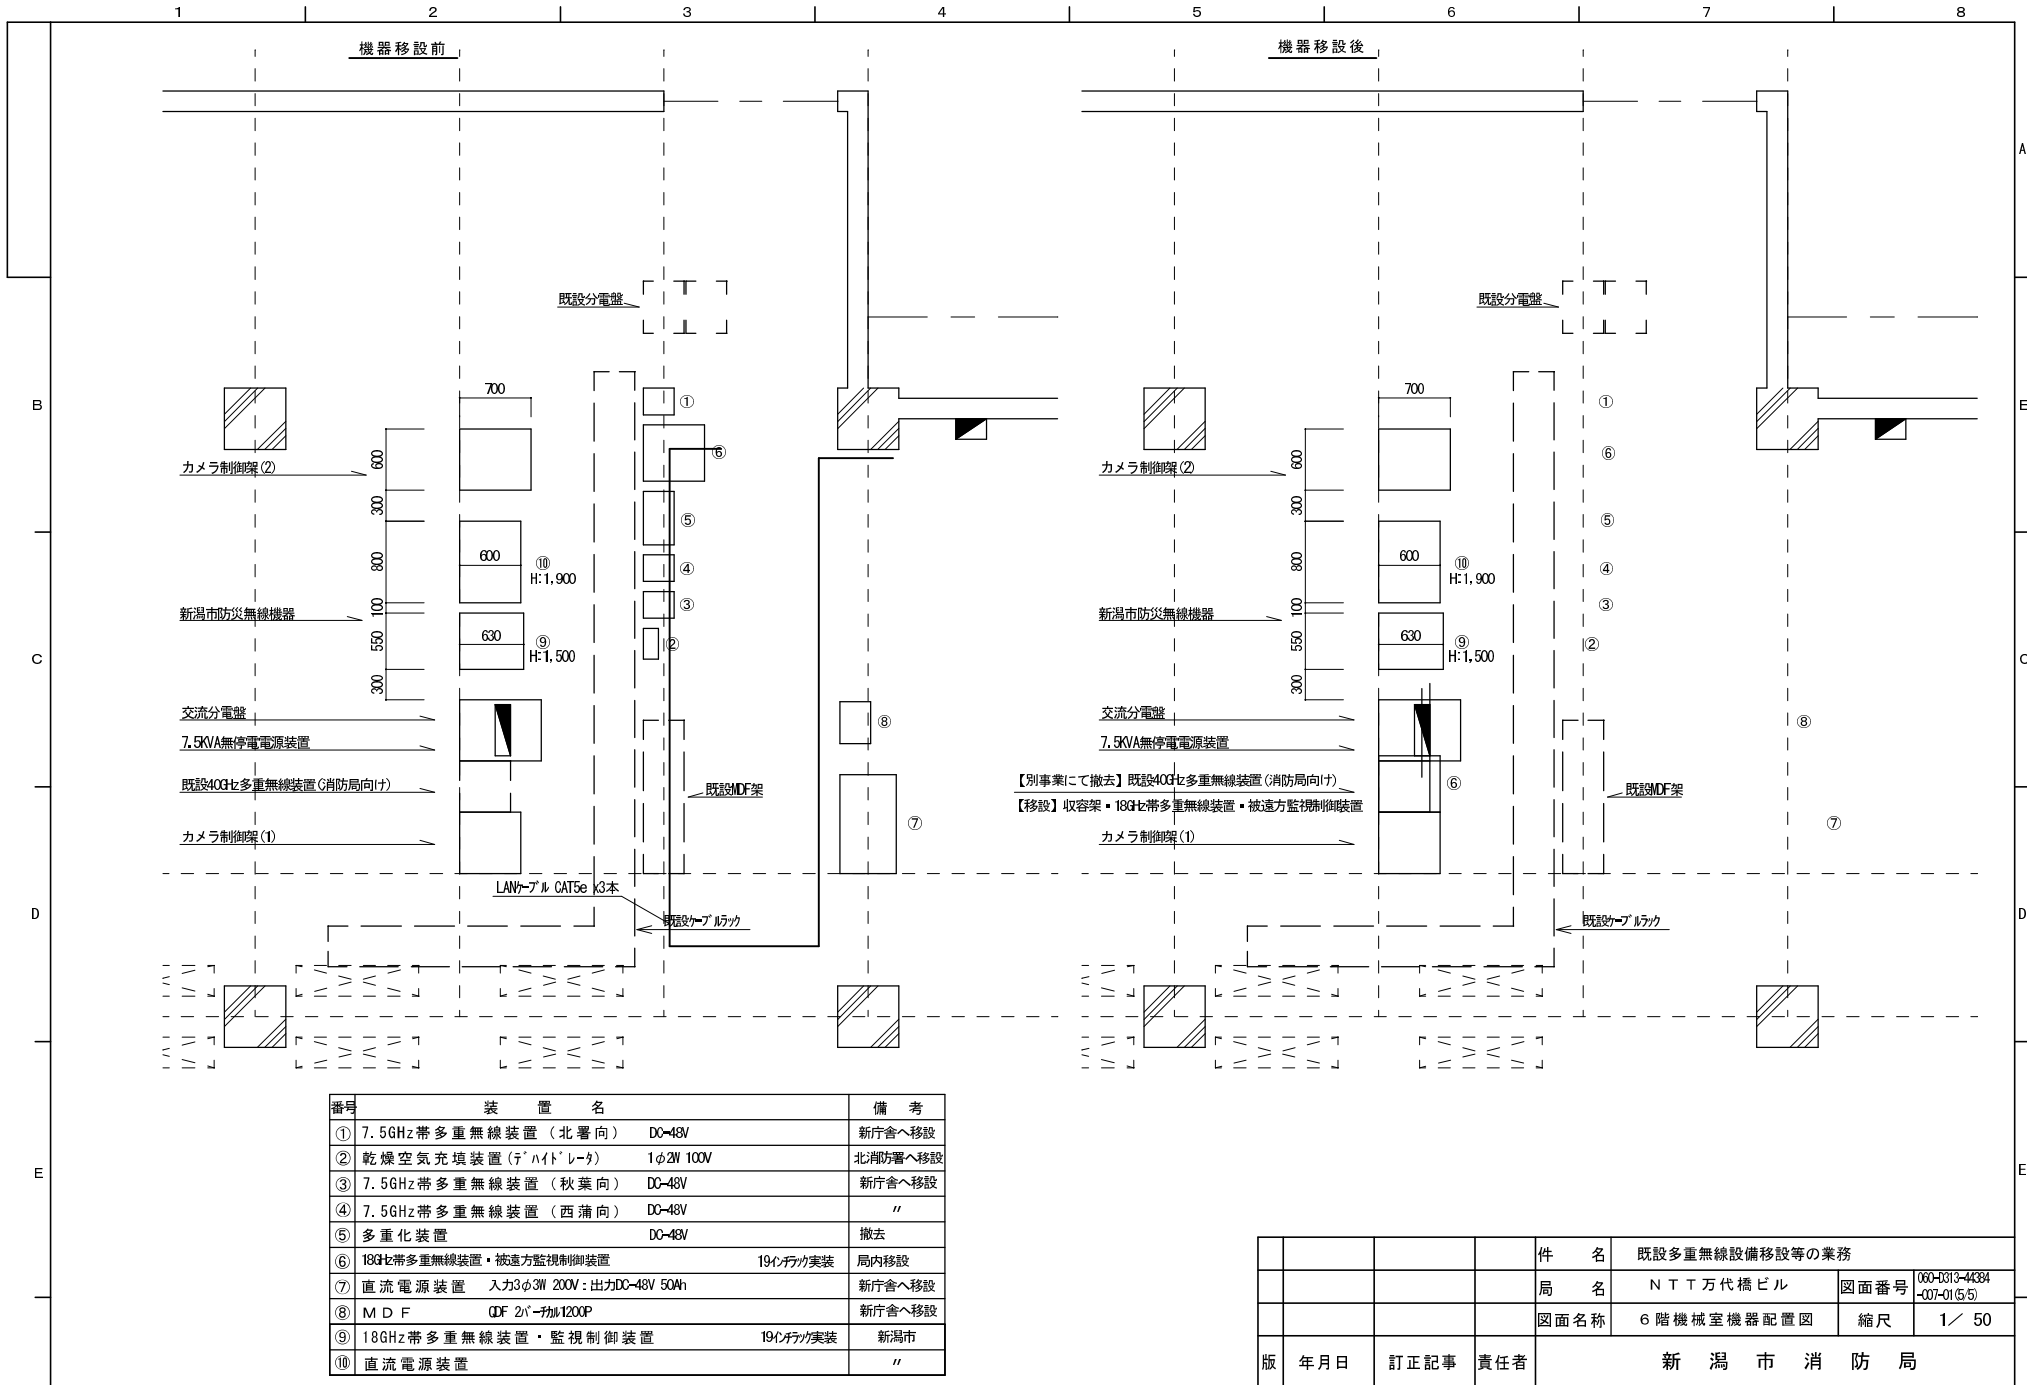 1 2 3 4 5 6 7 8
機器移設前
機器移設後
A
既設分電盤
既設分電盤
B
700
①
⑥
カメラ制御架(2)
600
300
⑤
800
600
⑩
H:1,900
④
③
新潟市防災無線機器
100
550
630
⑨
H:1,500
②
300
交流分電盤
7.5KVA無停電電源装置
既設40GHz多重無線装置(消防局向け)
カメラ制御架(1)
⑧
⑦
既設MDF架
LANケーブル CAT5e x3本
既設ケーブルラック
C
D
E
700
①
⑥
カメラ制御架(2)
600
300
⑤
800
600
⑩
H:1,900
④
③
新潟市防災無線機器
100
550
630
⑨
H:1,500
②
300
交流分電盤
7.5KVA無停電電源装置
【別事業にて撤去】既設40GHz多重無線装置(消防局向け)
【移設】収容架・18GHz帯多重無線装置・被遠方監視制御装置
カメラ制御架(1)
⑥
⑧
⑦
既設MDF架
既設ケーブルラック
D
E
番号 装置名 備考
① 7.5GHz帯多重無線装置(北署向) DC-48V 新庁舎へ移設
② 乾燥空気充填装置(デハイドレータ) 1φ2W 100V 北消防署へ移設
③ 7.5GHz帯多重無線装置(秋葉向) DC-48V 新庁舎へ移設
④ 7.5GHz帯多重無線装置(西蒲向) DC-48V 〃
⑤ 多重化装置 DC-48V 撤去
⑥ 18GHz帯多重無線装置・被遠方監視制御装置 19インチラック実装 局内移設
⑦ 直流電源装置 入力3φ3W 200V:出力DC-48V 50Ah 新庁舎へ移設
⑧ MDF QDF 2バーチカル1200P 新庁舎へ移設
⑨ 18GHz帯多重無線装置・監視制御装置 19インチラック実装 新潟市
⑩ 直流電源装置 〃
件名 既設多重無線設備移設等の業務
局名 NTT万代橋ビル 図面番号 060-D313-44384
-007-01(5/5)
図面名称 6階機械室機器配置図 縮尺 1/50
版 年月日 訂正記事 責任者 新潟市消防局